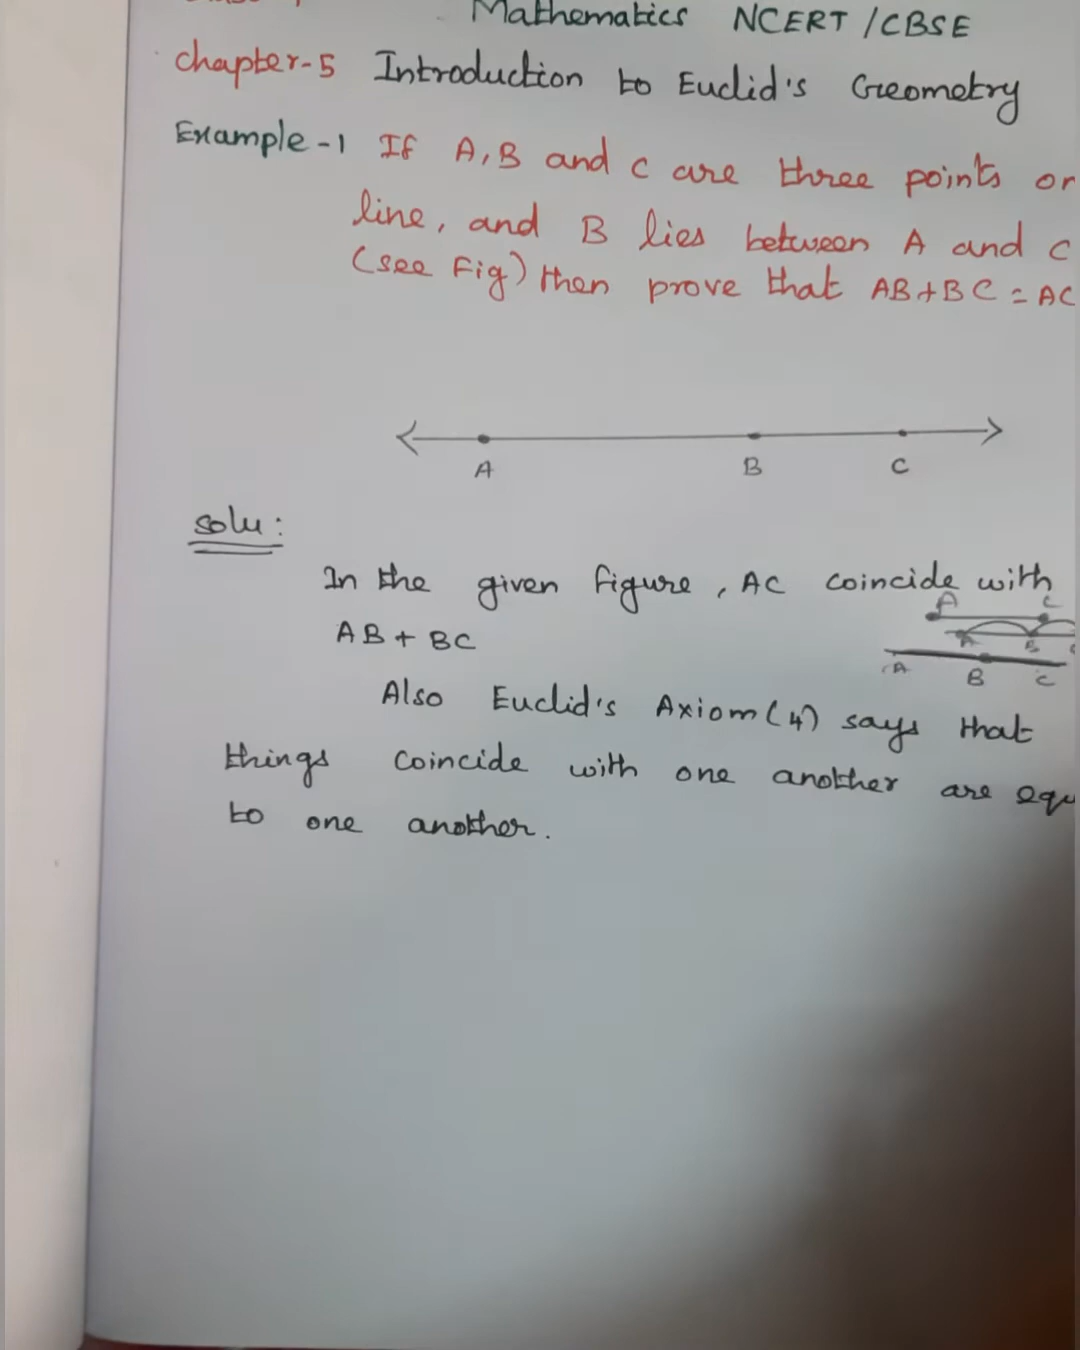 Mathematics NCERT / CBSE
Chapter-5 Introduction to Euclid's Geometry
Example-1 If A, B and C are three points
line, and B lies between A and C
(see Fig) then prove that AB+BC = AC
A B C
Solu:
In the given figure, AC coincide with
A C
AB + BC
A B
A B C
Also Euclid's Axiom (4) says that
things coincide with one another are
to one another.